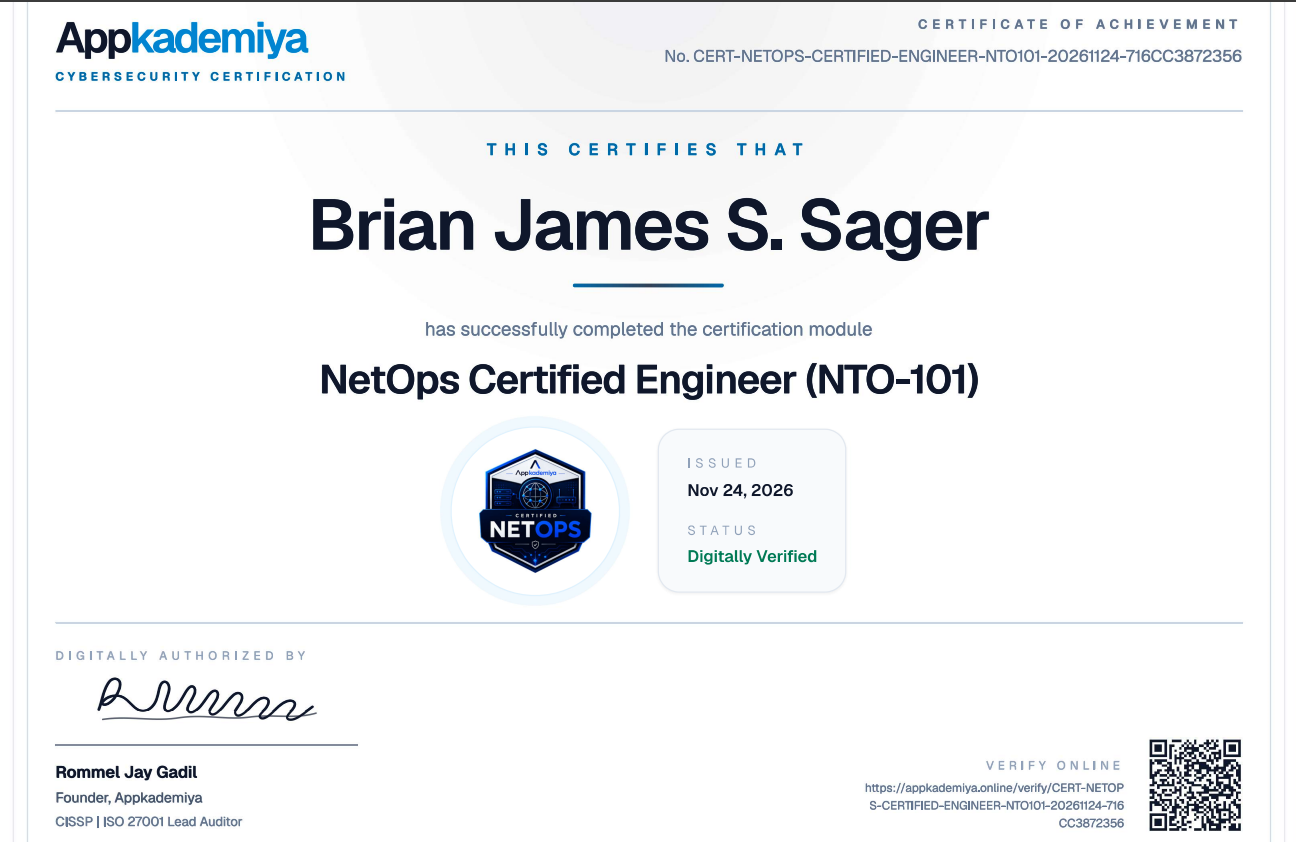 Appkademiya
CYBERSECURITY CERTIFICATION
CERTIFICATE OF ACHIEVEMENT
No. CERT-NETOPS-CERTIFIED-ENGINEER-NTO101-20261124-716CC3872356
THIS CERTIFIES THAT
Brian James S. Sager
has successfully completed the certification module
NetOps Certified Engineer (NTO-101)
Appkademiya
CERTIFIED
NETOPS
ISSUED
Nov 24, 2026
STATUS
Digitally Verified
DIGITALLY AUTHORIZED BY
Rommel Jay Gadil
Founder, Appkademiya
CISSP | ISO 27001 Lead Auditor
VERIFY ONLINE
https://appkademiya.online/verify/CERT-NETOP
S-CERTIFIED-ENGINEER-NTO101-20261124-716
CC3872356